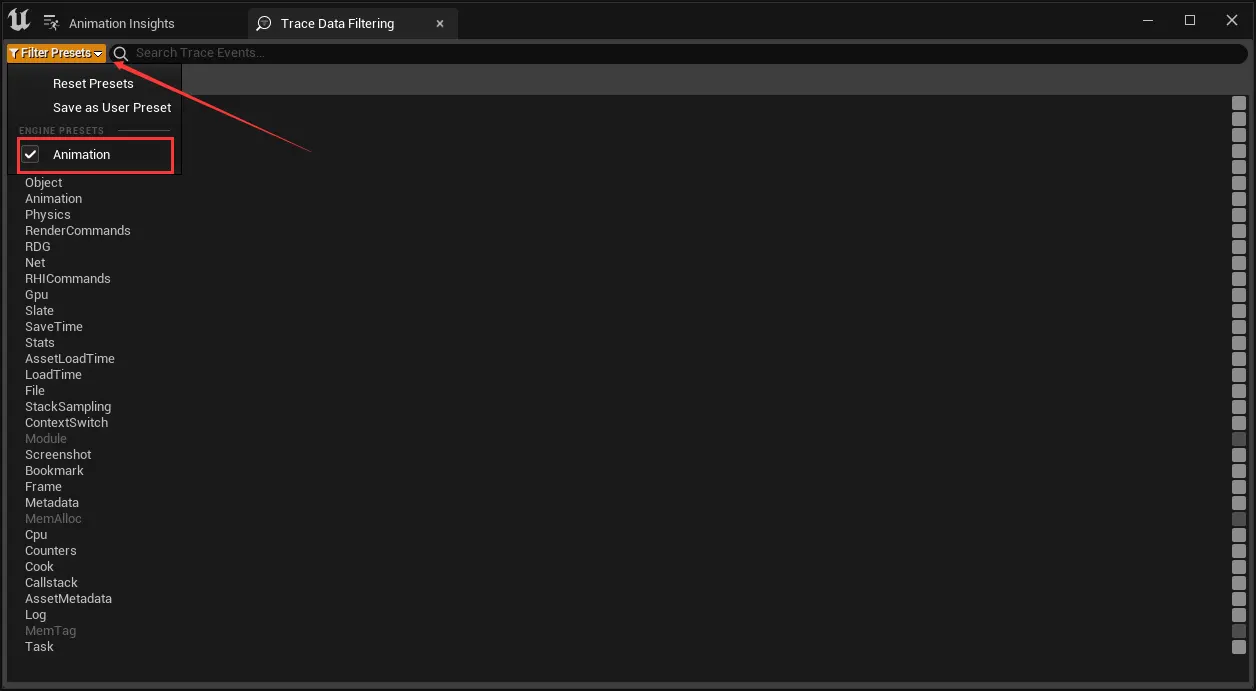 Animation Insights
Trace Data Filtering
Filter Presets
Search Trace Events...
Reset Presets
Save as User Preset
ENGINE PRESETS
Animation
Object
Animation
Physics
RenderCommands
RDG
Net
RHICommands
Gpu
Slate
SaveTime
Stats
AssetLoadTime
LoadTime
File
StackSampling
ContextSwitch
Module
Screenshot
Bookmark
Frame
Metadata
MemAlloc
Cpu
Counters
Cook
Callstack
AssetMetadata
Log
MemTag
Task